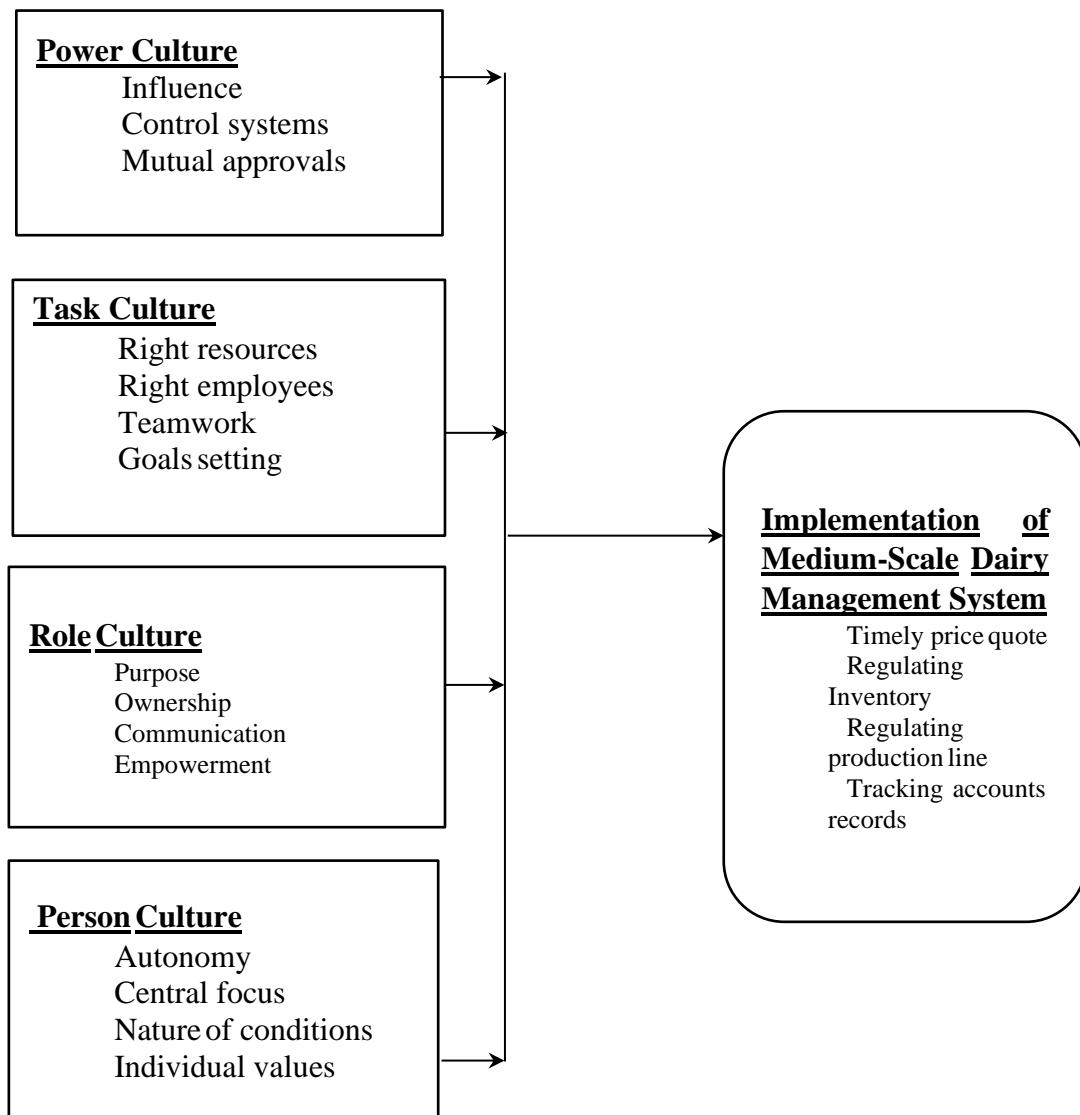 Power Culture
Influence
Control systems
Mutual approvals
Task Culture
Right resources
Right employees
Teamwork
Goals setting
Role Culture
Purpose
Ownership
Communication
Empowerment
Person Culture
Autonomy
Central focus
Nature of conditions
Individual values
Implementation of
Medium-Scale Dairy
Management System
Timely price quote
Regulating
Inventory
Regulating
production line
Tracking accounts
records